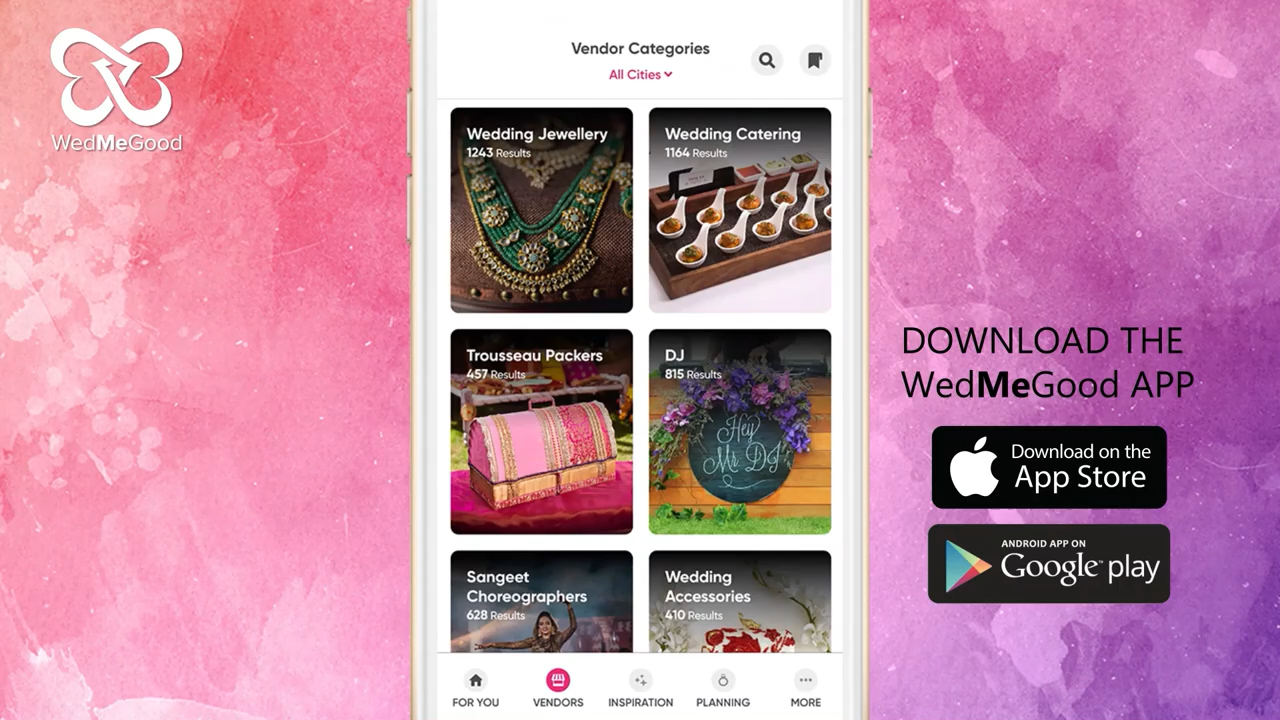 WedMeGood
Vendor Categories
All Cities
Wedding Jewellery
1243 Results
Wedding Catering
1164 Results
Trousseau Packers
457 Results
DJ
815 Results
Hey
Mr DJ
Sangeet
Choreographers
628 Results
Wedding
Accessories
410 Results
FOR YOU
VENDORS
INSPIRATION
PLANNING
MORE
DOWNLOAD THE
WedMeGood APP
Download on the
App Store
ANDROID APP ON
Google play